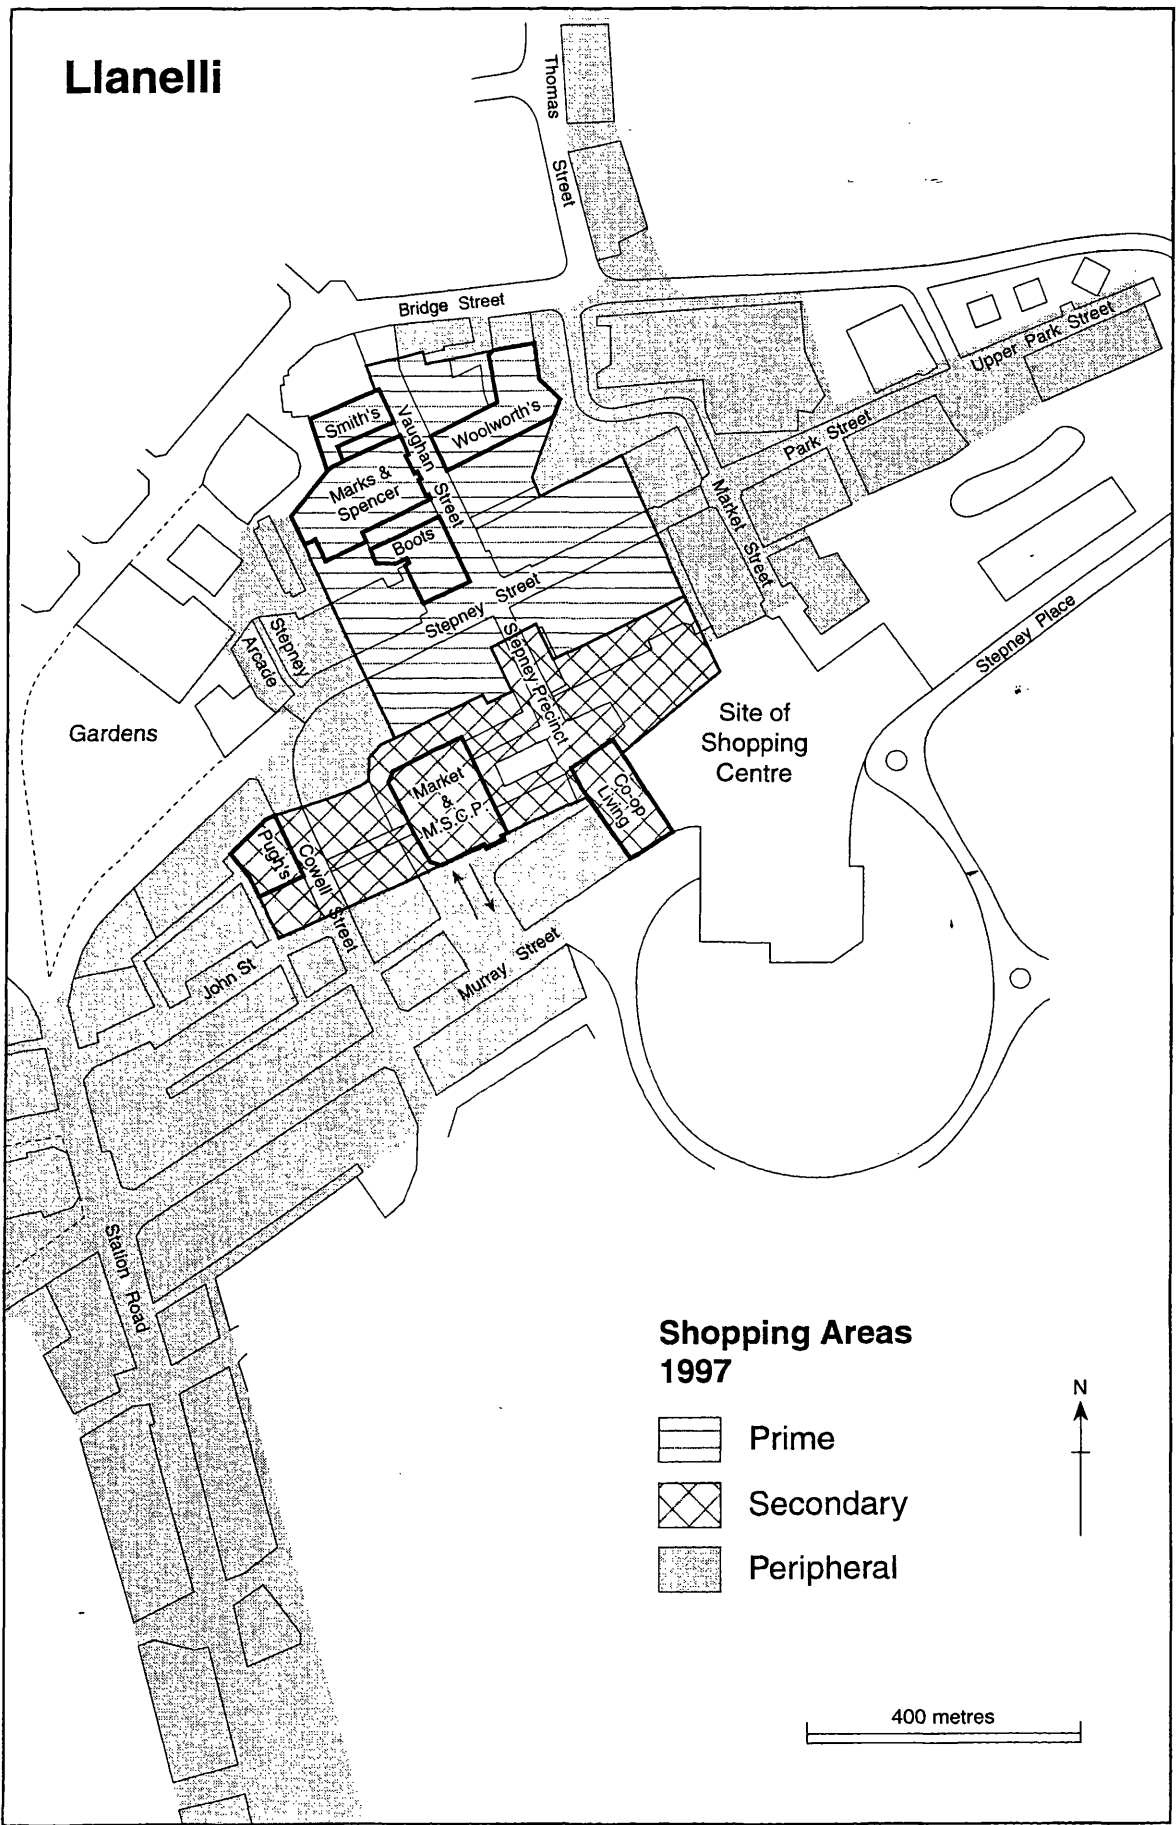 Llanelli
Thomas
Street
Bridge Street
Upper Park Street
Smith's
Vaughan
Street
Woolworth's
Park Street
Marks &
Spencer
Market
Street
Boots
Stepney Street
Stepney
Arcade
Stepney Precinct
Stepney Place
Gardens
Site of
Shopping
Centre
Market
&
M.S.C.P.
Co-op
Living
Pugh's
Cowell
Street
John St
Murray Street
Station Road
Shopping Areas
1997
Prime
Secondary
Peripheral
N
400 metres